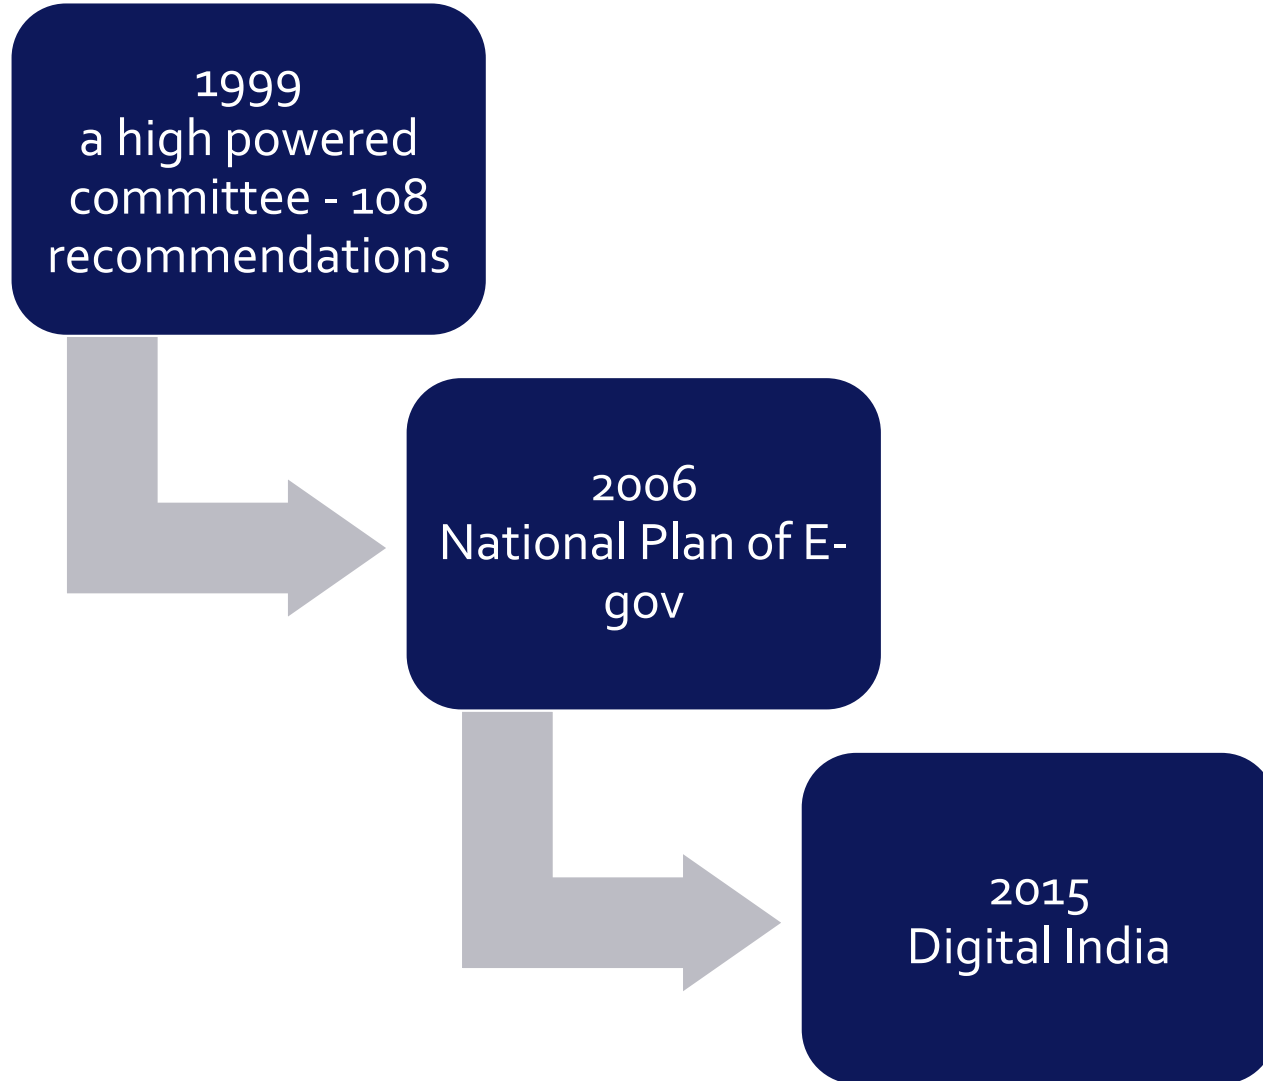 1999
a high powered
committee - 108
recommendations
2006
National Plan of E-
gov
2015
Digital India